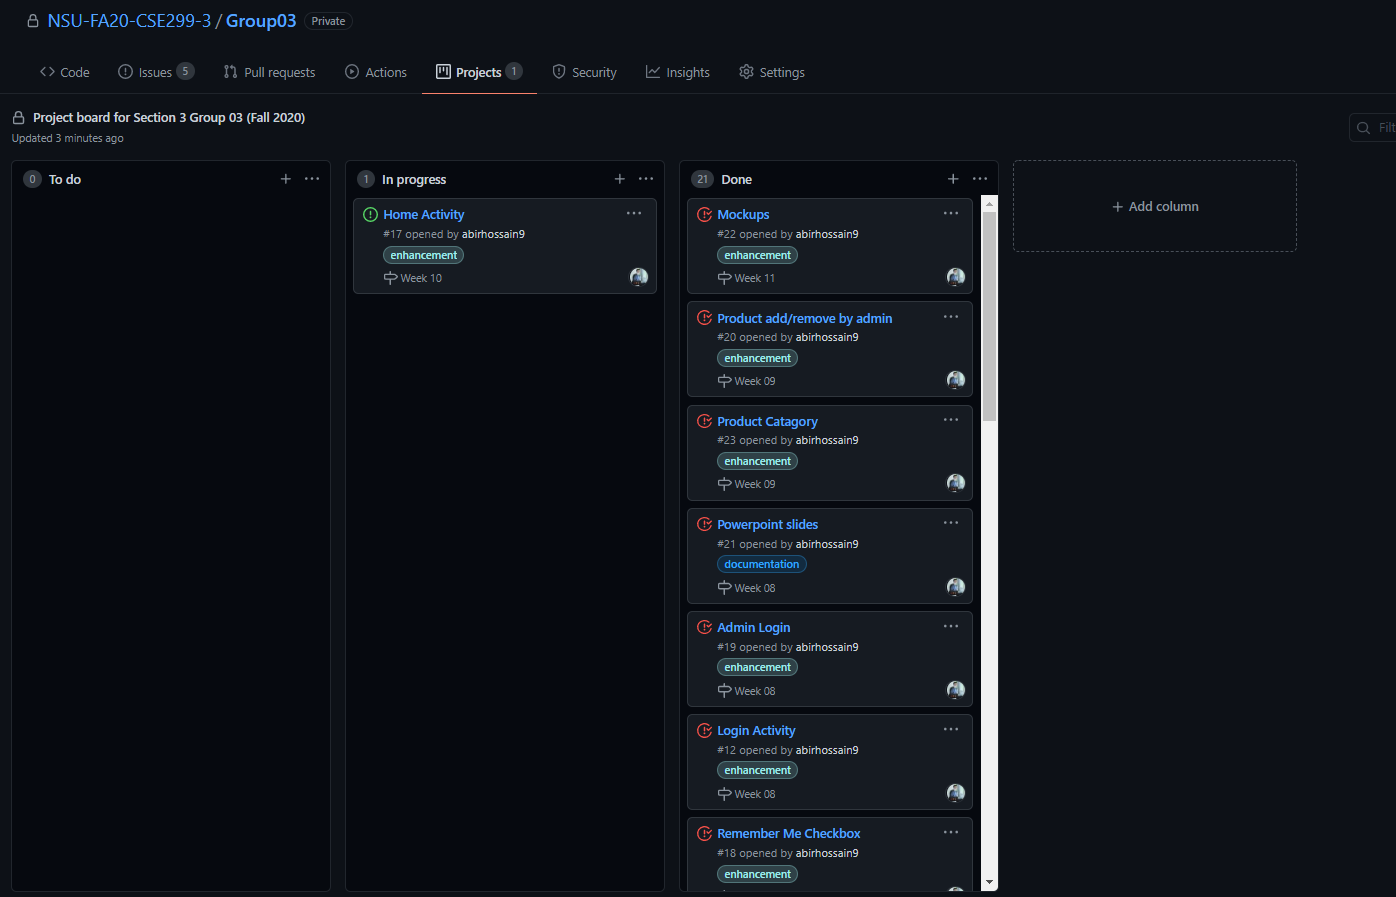 NSU-FA20-CSE299-3 / Group03 Private
Code Issues 5 Pull requests Actions Projects 1 Security Insights Settings
Project board for Section 3 Group 03 (Fall 2020)
Updated 3 minutes ago
0 To do
1 In progress
Home Activity
#17 opened by abirhossain9
enhancement
Week 10
21 Done
Mockups
#22 opened by abirhossain9
enhancement
Week 11
Product add/remove by admin
#20 opened by abirhossain9
enhancement
Week 09
Product Catagory
#23 opened by abirhossain9
enhancement
Week 09
Powerpoint slides
#21 opened by abirhossain9
documentation
Week 08
Admin Login
#19 opened by abirhossain9
enhancement
Week 08
Login Activity
#12 opened by abirhossain9
enhancement
Week 08
Remember Me Checkbox
#18 opened by abirhossain9
enhancement
+ Add column